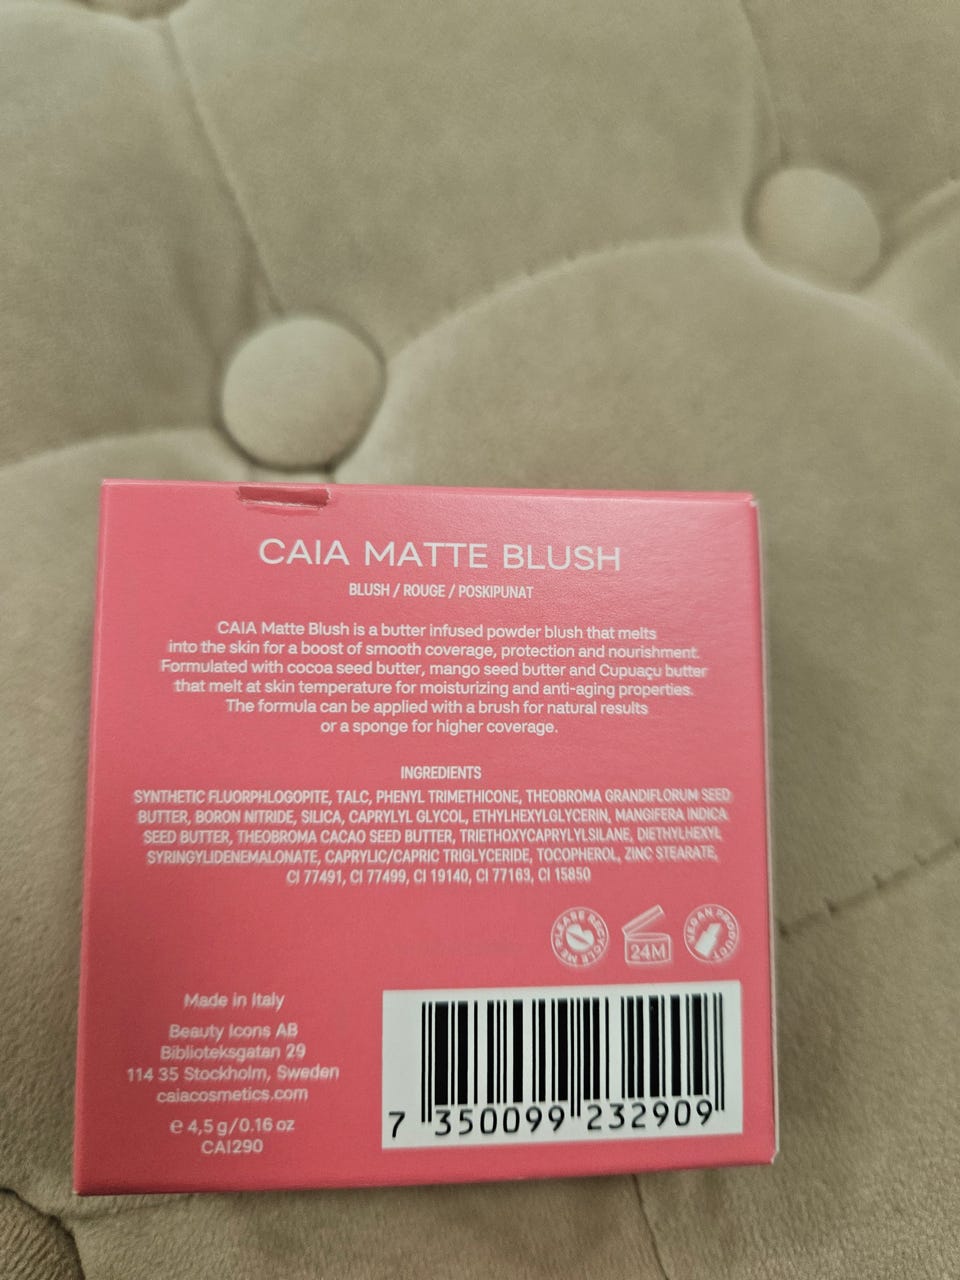 CAIA MATTE BLUSH
BLUSH / ROUGE / POSKIPUNAT
CAIA Matte Blush is a butter infused powder blush that melts
into the skin for a boost of smooth coverage, protection and nourishment.
Formulated with cocoa seed butter, mango seed butter and Cupuaçu butter
that melt at skin temperature for moisturizing and anti-aging properties.
The formula can be applied with a brush for natural results
or a sponge for higher coverage.
INGREDIENTS
SYNTHETIC FLUORPHLOGOPITE, TALC, PHENYL TRIMETHICONE, THEOBROMA GRANDIFLORUM SEED
BUTTER, BORON NITRIDE, SILICA, CAPRYLYL GLYCOL, ETHYLHEXYLGLYCERIN, MANGIFERA INDICA
SEED BUTTER, THEOBROMA CACAO SEED BUTTER, TRIETHOXYCAPRYLYLSILANE, DIETHYLHEXYL
SYRINGYLIDENEMALONATE, CAPRYLIC/CAPRIC TRIGLYCERIDE, TOCOPHEROL, ZINC STEARATE,
CI 77491, CI 77499, CI 19140, CI 77163, CI 15850
PLEASE RECYCLE ME
24M
VEGAN PRODUCT
Made in Italy
Beauty Icons AB
Biblioteksgatan 29
114 35 Stockholm, Sweden
caiacosmetics.com
e 4,5 g/0.16 oz
CAI290
7 350099 232909